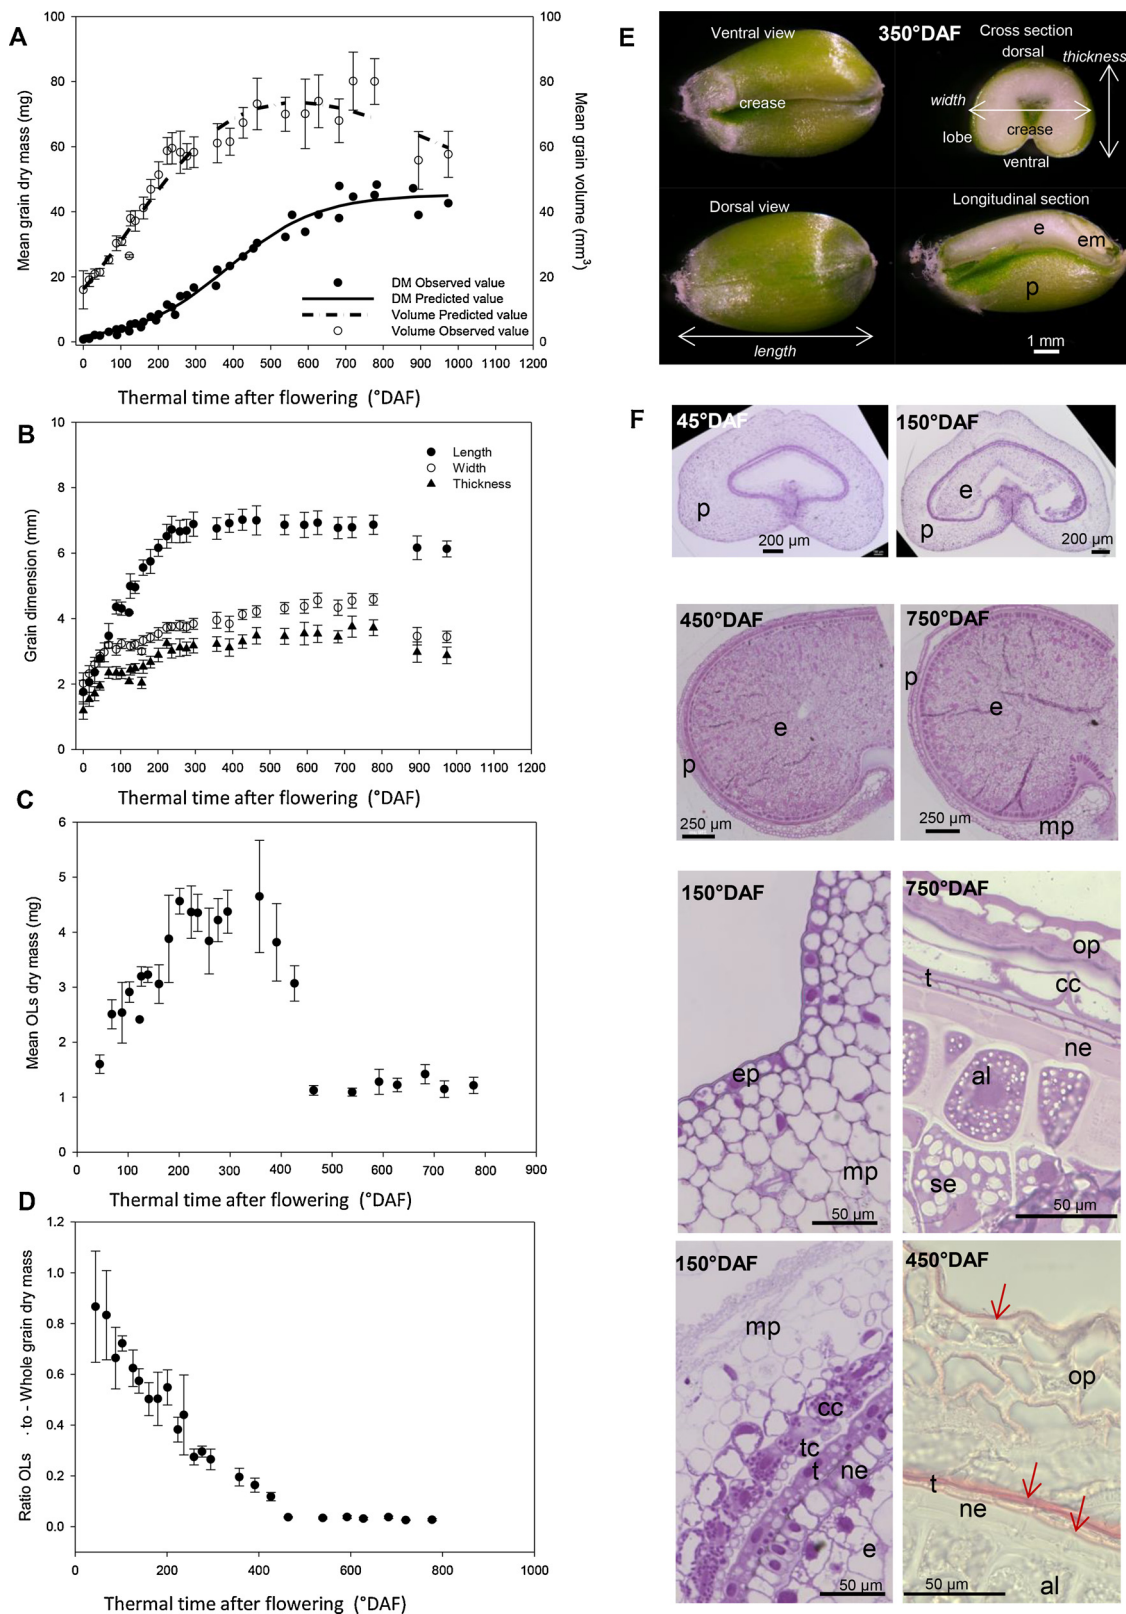 A
100
80
60
40
20
0
Mean grain dry mass (mg)
100
80
60
40
20
0
Mean grain volume (mm³)
DM Observed value
DM Predicted value
Volume Predicted value
Volume Observed value
0 100 200 300 400 500 600 700 800 900 1000
Thermal time after flowering (°DAF)
B
10
8
6
4
2
0
Grain dimension (mm)
Length
Width
Thickness
0 100 200 300 400 500 600 700 800 900 1000 1100 1200
Thermal time after flowering (°DAF)
C
6
5
4
3
2
1
0
Mean OLs dry mass (mg)
0 100 200 300 400 500 600 700 800 900
Thermal time after flowering (°DAF)
D
1.2
1.0
0.8
0.6
0.4
0.2
0.0
Ratio OLs - to - Whole grain dry mass
0 200 400 600 800 1000
Thermal time after flowering (°DAF)
E
350°DAF
Ventral view
crease
Cross section
dorsal
thickness
width
lobe
crease
ventral
Dorsal view
length
Longitudinal section
e
em
p
1 mm
F
45°DAF
p
200 µm
150°DAF
e
p
200 µm
450°DAF
e
p
250 µm
750°DAF
p
e
mp
250 µm
150°DAF
ep
mp
50 µm
750°DAF
op
t
cc
ne
al
se
50 µm
150°DAF
mp
cc
tc
t
ne
e
50 µm
450°DAF
op
t
ne
al
50 µm